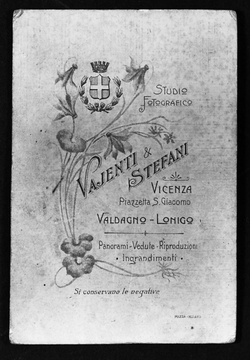 STUDIO
FOTOGRAFICO
VAJENTI &
STEFANI
VICENZA
Piazzetta S. Giacomo
VALDAGNO - LONIGO
Panorami - Vedute - Riproduzioni
• Ingrandimenti •
Si conservano le negative